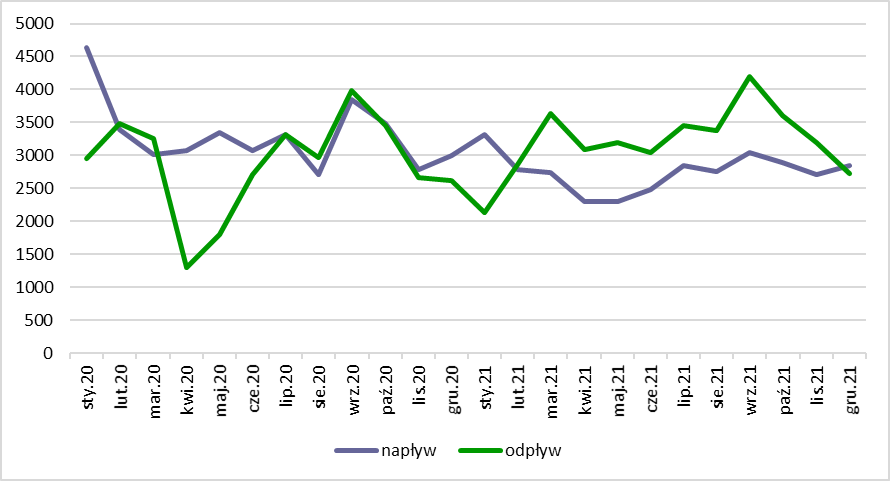 5000
4500
4000
3500
3000
2500
2000
1500
1000
500
0
sty.20
lut.20
mar.20
kwi.20
maj.20
cze.20
lip.20
sie.20
wrz.20
paź.20
lis.20
gru.20
sty.21
lut.21
mar.21
kwi.21
maj.21
cze.21
lip.21
sie.21
wrz.21
paź.21
lis.21
gru.21
napływ odpływ